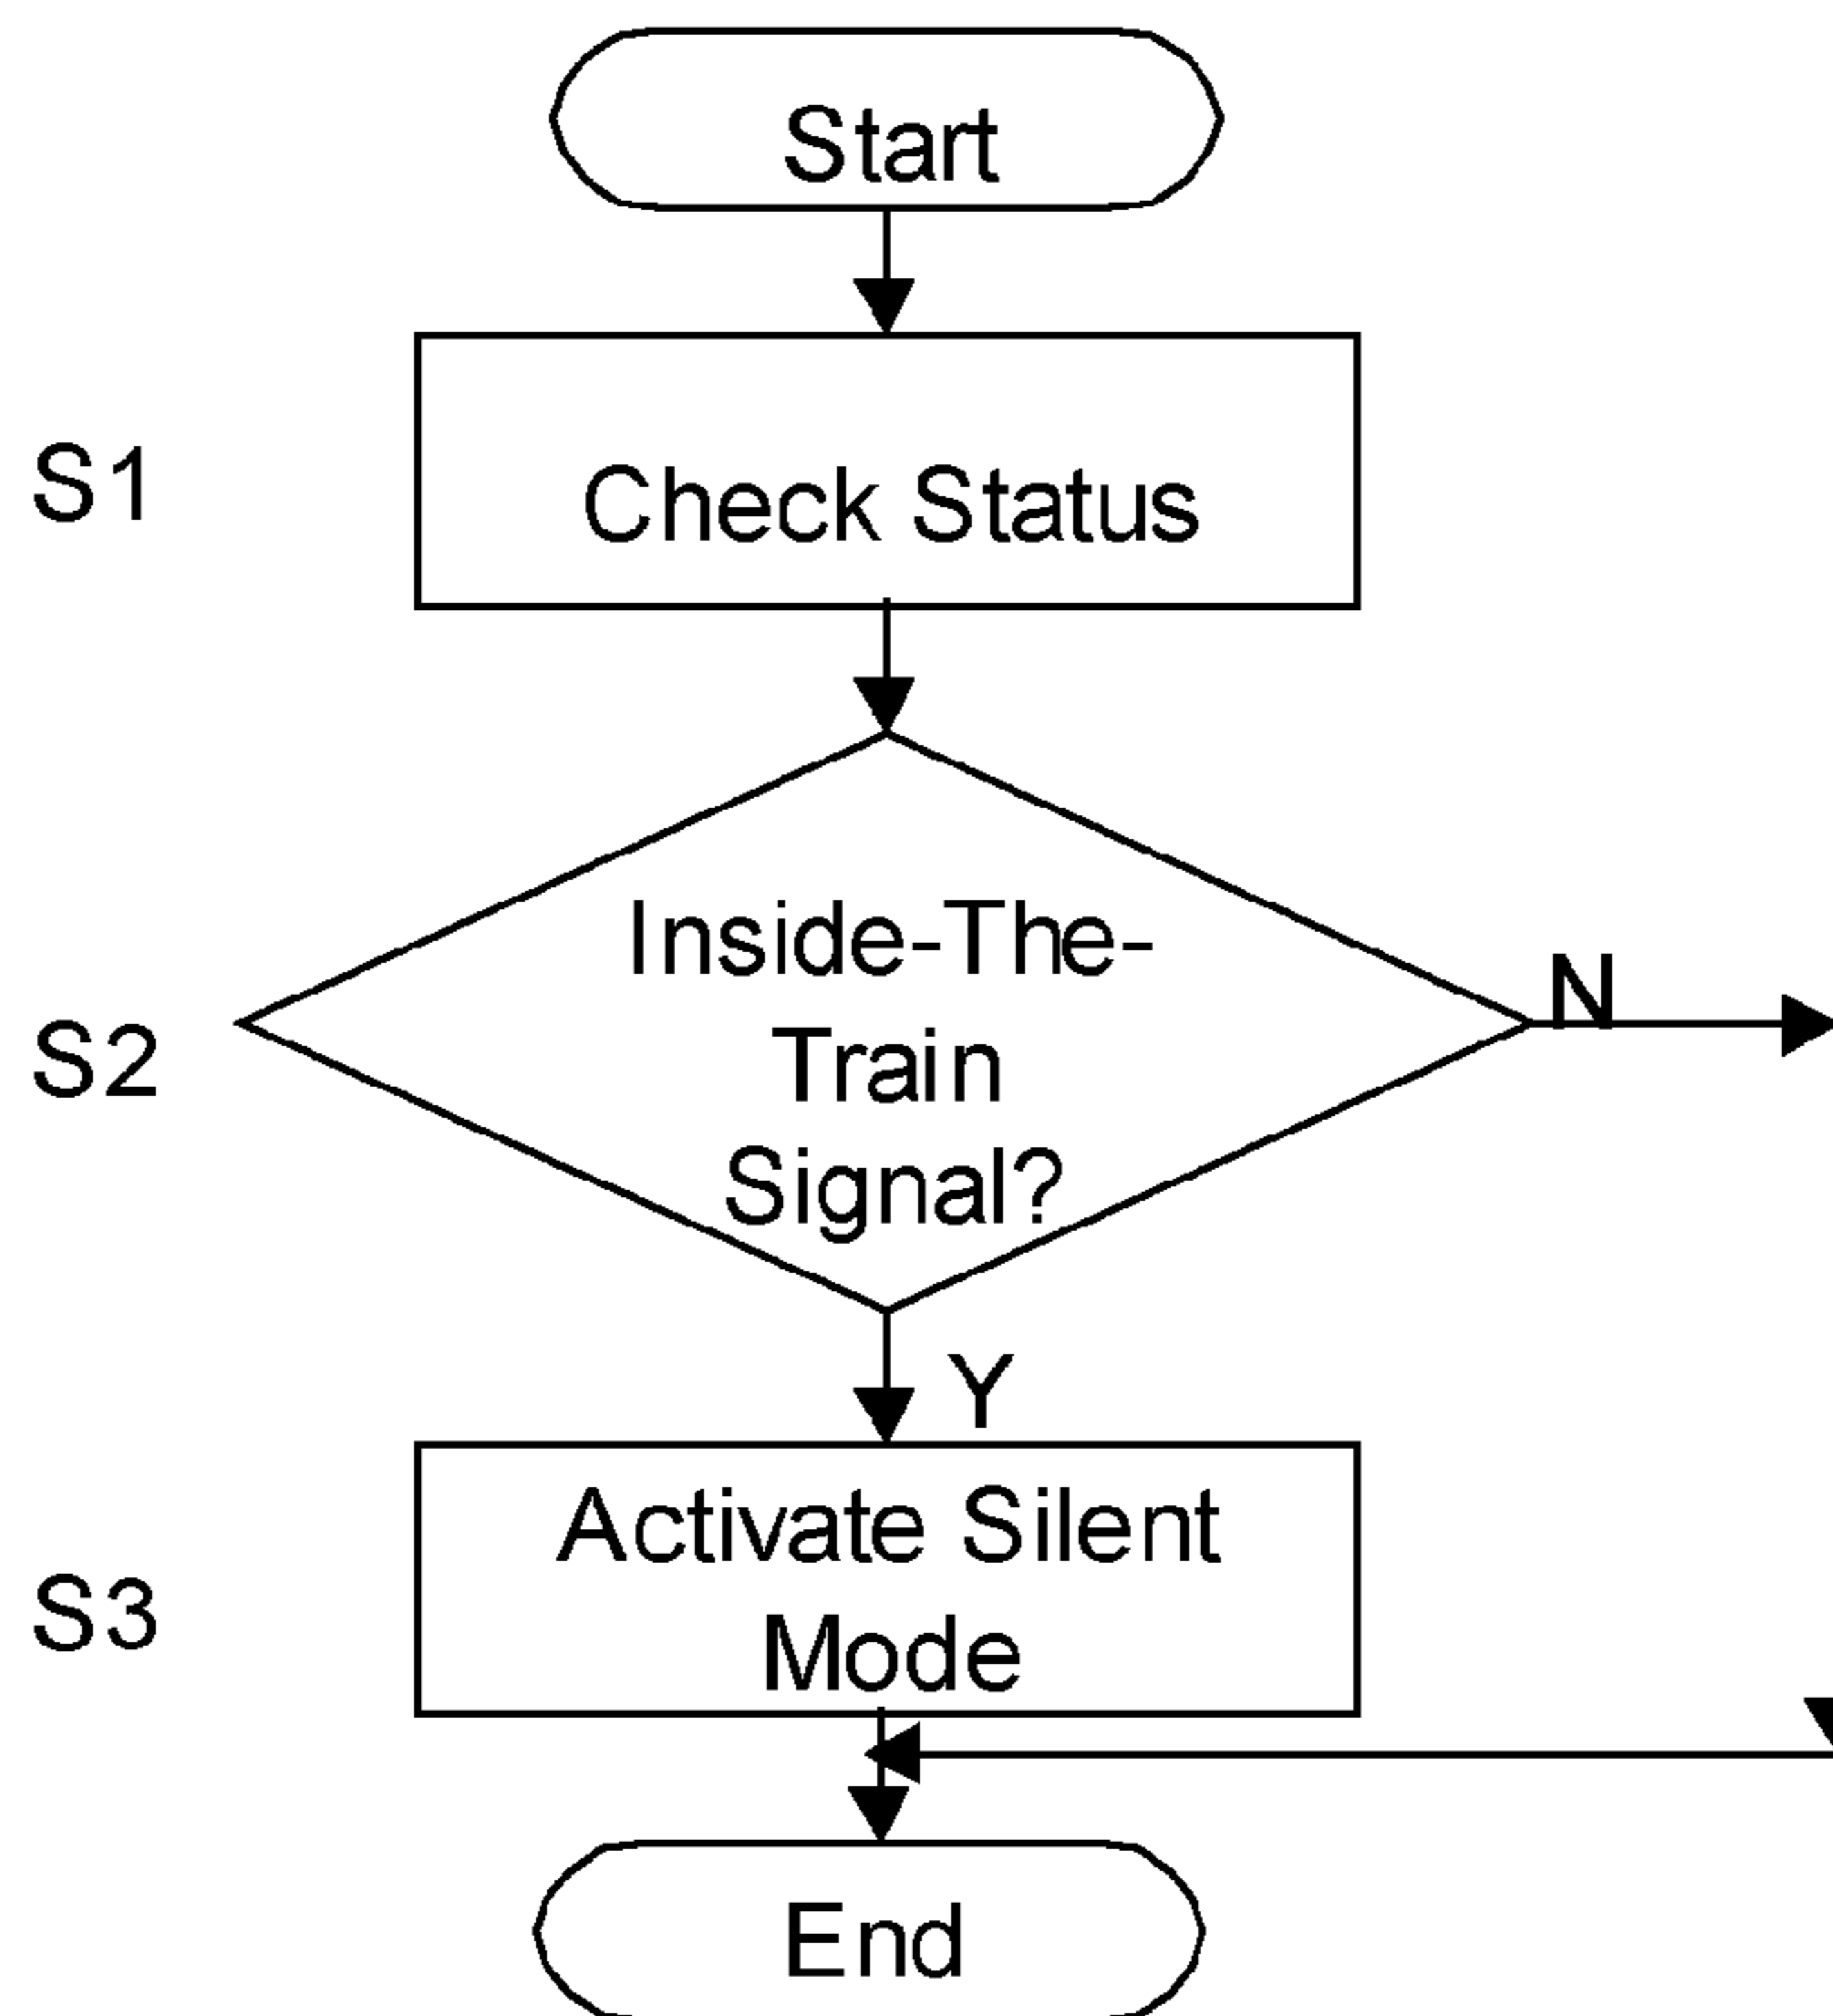 Start
S1
Check Status
Inside-The-
S2
Train
N
Signal?
Y
Activate Silent
S3
Mode
End